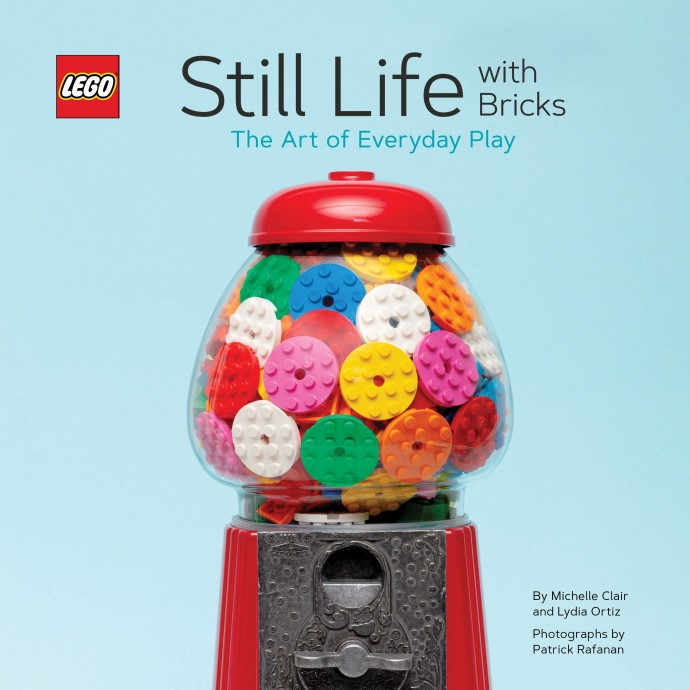 LEGO
Still Life with
Bricks
The Art of Everyday Play
By Michelle Clair
and Lydia Ortiz
Photographs by
Patrick Rafanan